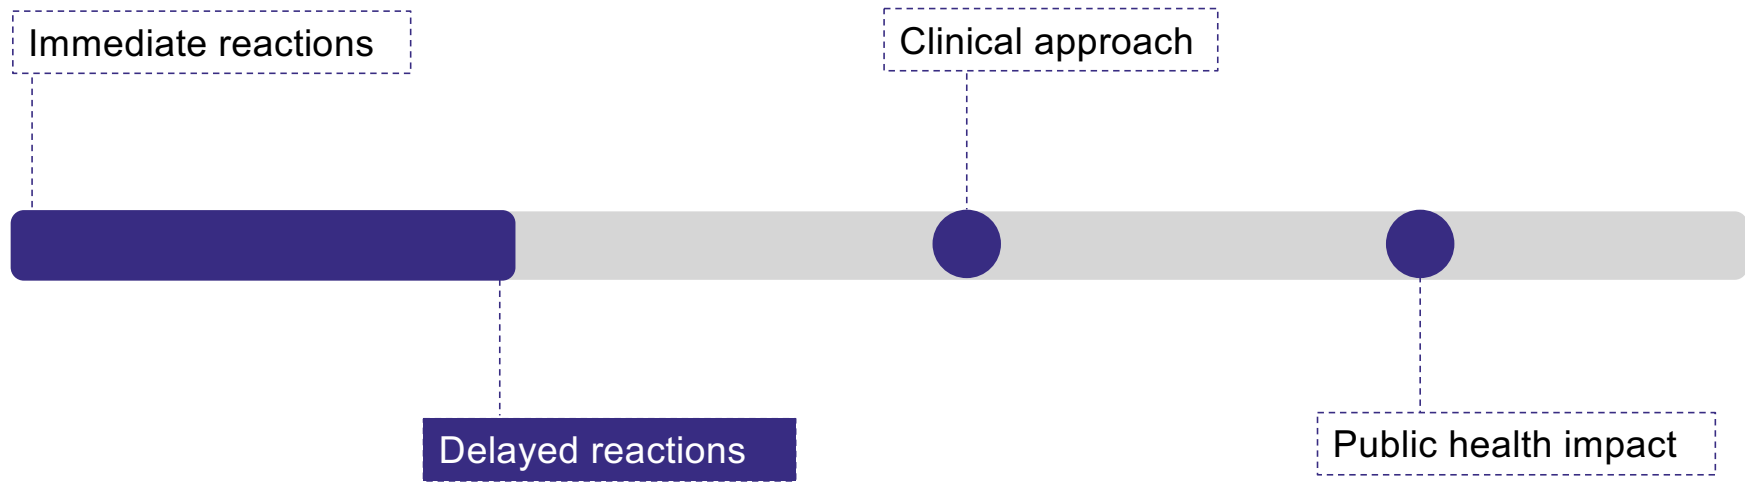 Immediate reactions
Clinical approach
Delayed reactions
Public health impact